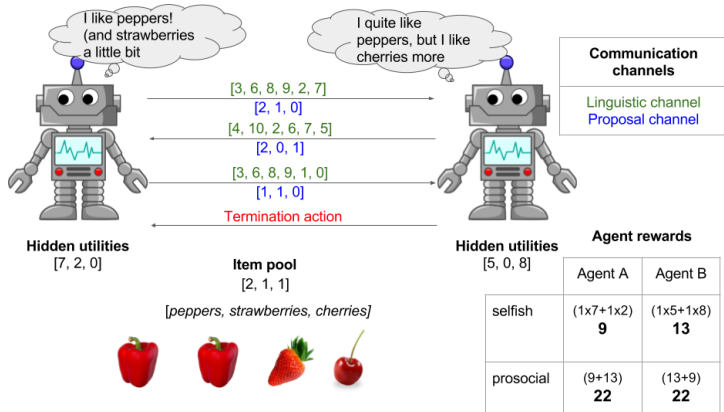 I like peppers!
(and strawberries
a little bit
I quite like
peppers, but I like
cherries more
Communication
channels
Linguistic channel
Proposal channel
[3, 6, 8, 9, 2, 7]
[2, 1, 0]
[4, 10, 2, 6, 7, 5]
[2, 0, 1]
[3, 6, 8, 9, 1, 0]
[1, 1, 0]
Termination action
Hidden utilities
[7, 2, 0]
Hidden utilities
[5, 0, 8]
Item pool
[2, 1, 1]
[peppers, strawberries, cherries]
Agent rewards
Agent A Agent B
selfish (1x7+1x2) (1x5+1x8)
9 13
prosocial (9+13) (13+9)
22 22